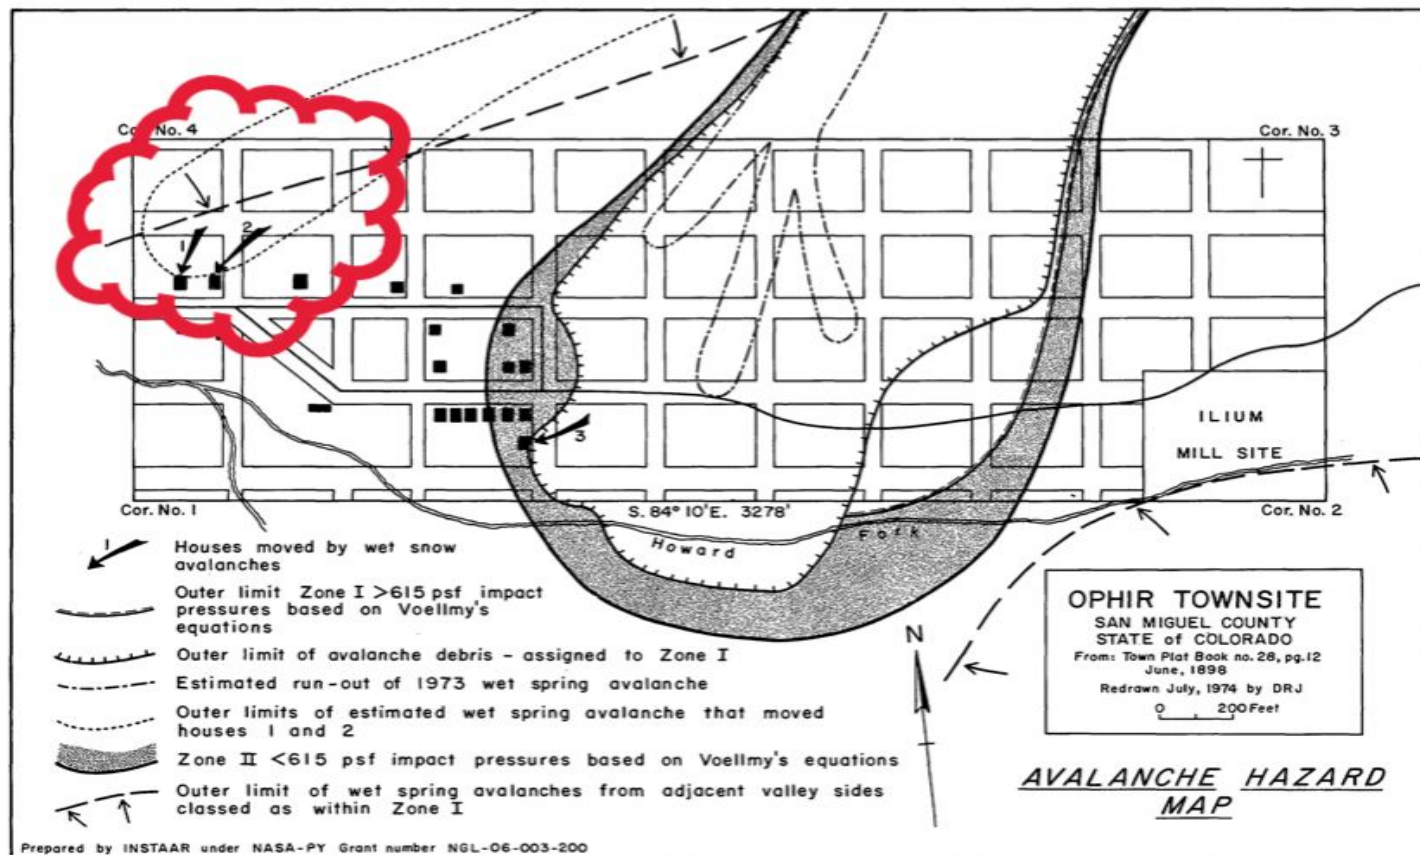 Cor. No. 4
Cor. No. 3
1
2
3
ILIUM
MILL SITE
Cor. No. 1
S. 84° 10' E. 3278'
Cor. No. 2
Howard Fork
1
Houses moved by wet snow
avalanches
Outer limit Zone I >615 psf impact
pressures based on Voellmy's
equations
Outer limit of avalanche debris - assigned to Zone I
Estimated run-out of 1973 wet spring avalanche
Outer limits of estimated wet spring avalanche that moved
houses 1 and 2
Zone II <615 psf impact pressures based on Voellmy's equations
Outer limit of wet spring avalanches from adjacent valley sides
classed as within Zone I
N
OPHIR TOWNSITE
SAN MIGUEL COUNTY
STATE of COLORADO
From: Town Plat Book no. 28, pg. 12
June, 1898
Redrawn July, 1974 by DRJ
0 200 Feet
AVALANCHE HAZARD
MAP
Prepared by INSTAAR under NASA-PY Grant number NGL-06-003-200